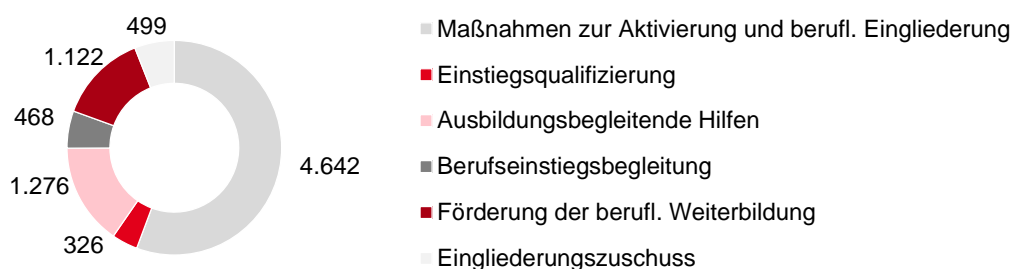 499
1.122
468
1.276
326
4.642
Maßnahmen zur Aktivierung und berufl. Eingliederung
Einstiegsqualifizierung
Ausbildungsbegleitende Hilfen
Berufseinstiegsbegleitung
Förderung der berufl. Weiterbildung
Eingliederungszuschuss